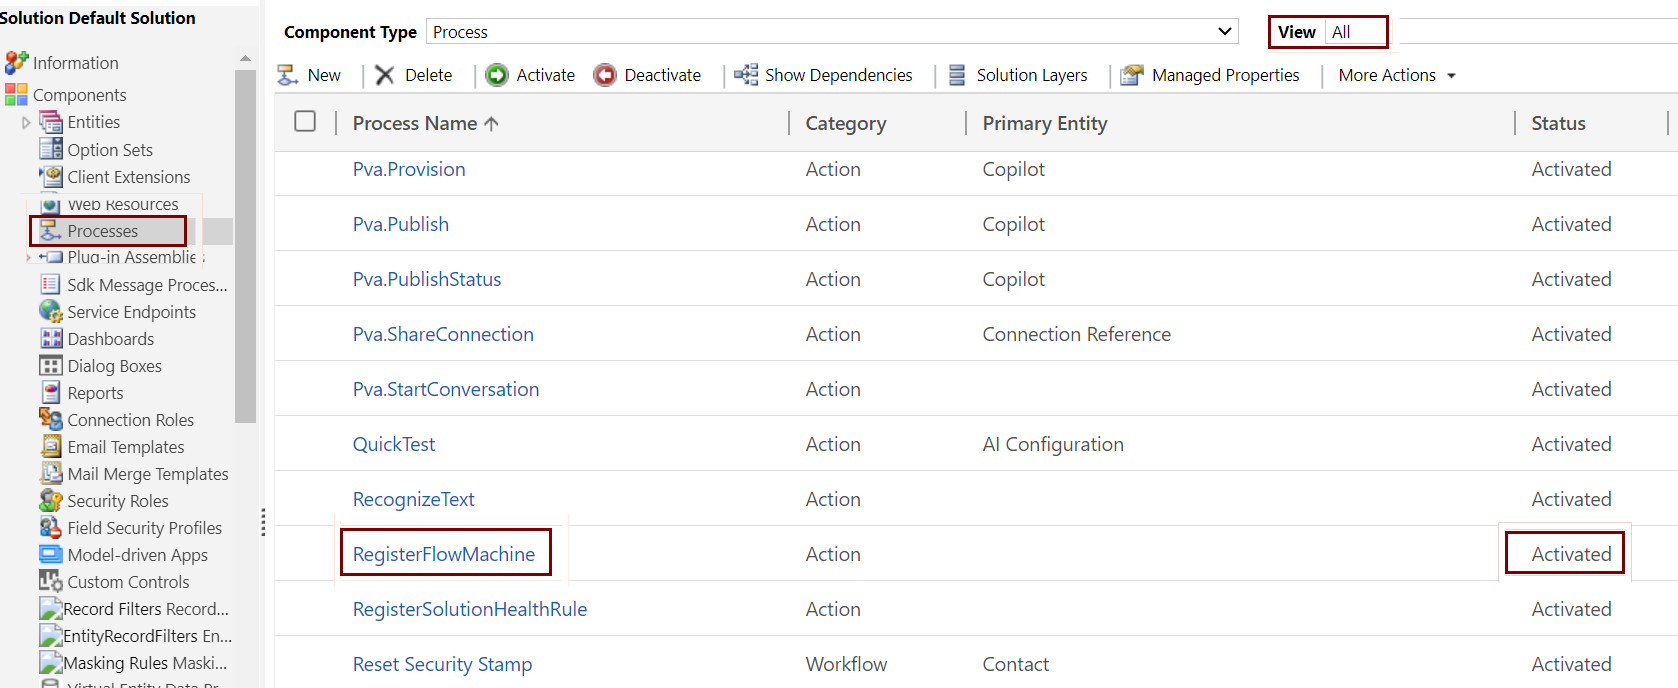 Solution Default Solution
Information
Components
Entities
Option Sets
Client Extensions
Web Resources
Processes
Plug-in Assemblies
Sdk Message Proces...
Service Endpoints
Dashboards
Dialog Boxes
Reports
Connection Roles
Email Templates
Mail Merge Templates
Security Roles
Field Security Profiles
Model-driven Apps
Custom Controls
Record Filters Record...
EntityRecordFilters En...
Masking Rules Maski...
Virtual Entity Data Pr
Component Type Process View All
New Delete Activate Deactivate Show Dependencies Solution Layers Managed Properties More Actions
Process Name Category Primary Entity Status
Pva.Provision Action Copilot Activated
Pva.Publish Action Copilot Activated
Pva.PublishStatus Action Copilot Activated
Pva.ShareConnection Action Connection Reference Activated
Pva.StartConversation Action Activated
QuickTest Action AI Configuration Activated
RecognizeText Action Activated
RegisterFlowMachine Action Activated
RegisterSolutionHealthRule Action Activated
Reset Security Stamp Workflow Contact Activated